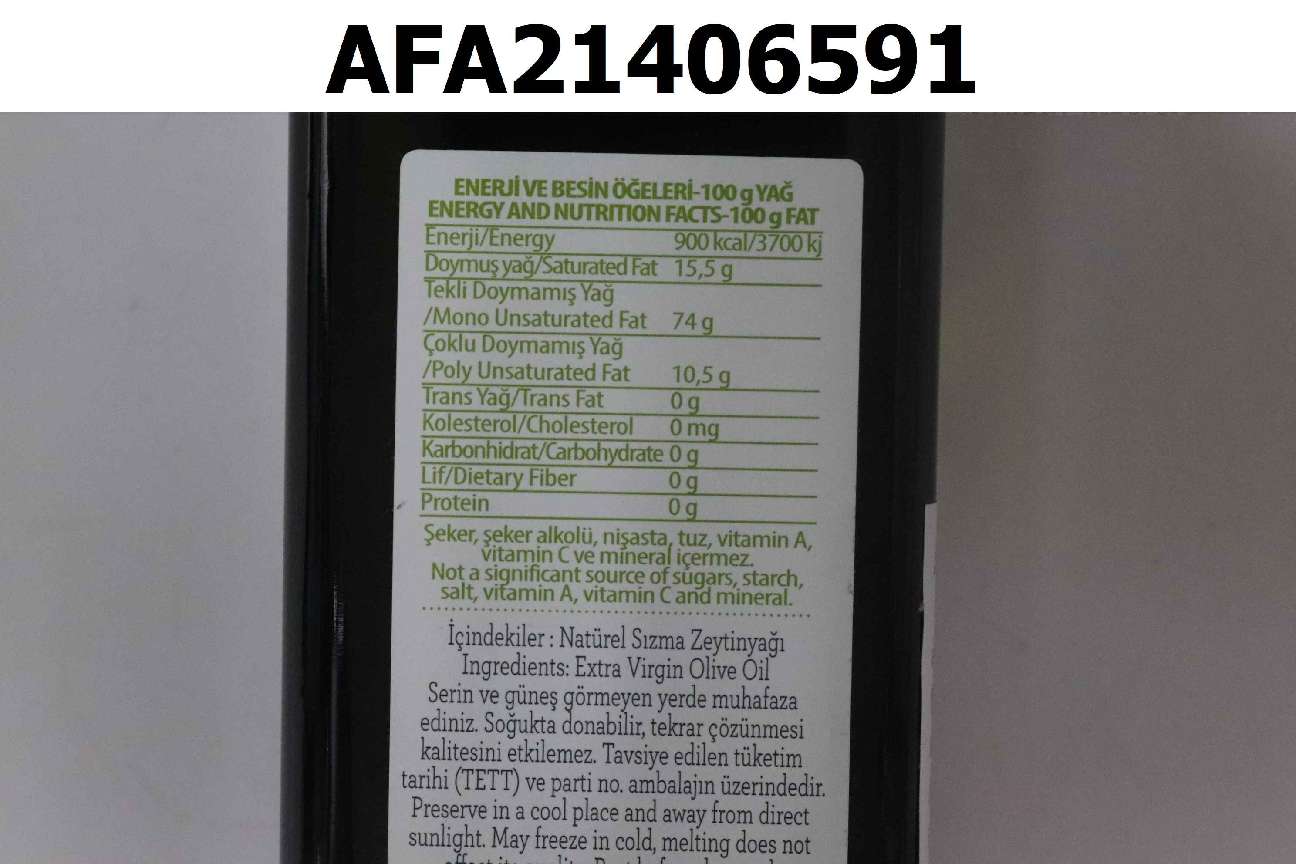 AFA21406591
ENERJİ VE BESİN ÖĞELERİ-100 g YAĞ
ENERGY AND NUTRITION FACTS-100 g FAT
Enerji/Energy 900 kcal/3700 kj
Doymuş yağ/Saturated Fat 15,5 g
Tekli Doymamış Yağ
/Mono Unsaturated Fat 74 g
Çoklu Doymamış Yağ
/Poly Unsaturated Fat 10,5 g
Trans Yağ/Trans Fat 0 g
Kolesterol/Cholesterol 0 mg
Karbonhidrat/Carbohydrate 0 g
Lif/Dietary Fiber 0 g
Protein 0 g
Şeker, şeker alkolü, nişasta, tuz, vitamin A,
vitamin C ve mineral içermez.
Not a significant source of sugars, starch,
salt, vitamin A, vitamin C and mineral.
İçindekiler : Natürel Sızma Zeytinyağı
Ingredients: Extra Virgin Olive Oil
Serin ve güneş görmeyen yerde muhafaza
ediniz. Soğukta donabilir, tekrar çözünmesi
kalitesini etkilemez. Tavsiye edilen tüketim
tarihi (TETT) ve parti no. ambalajın üzerindedir.
Preserve in a cool place and away from direct
sunlight. May freeze in cold, melting does not